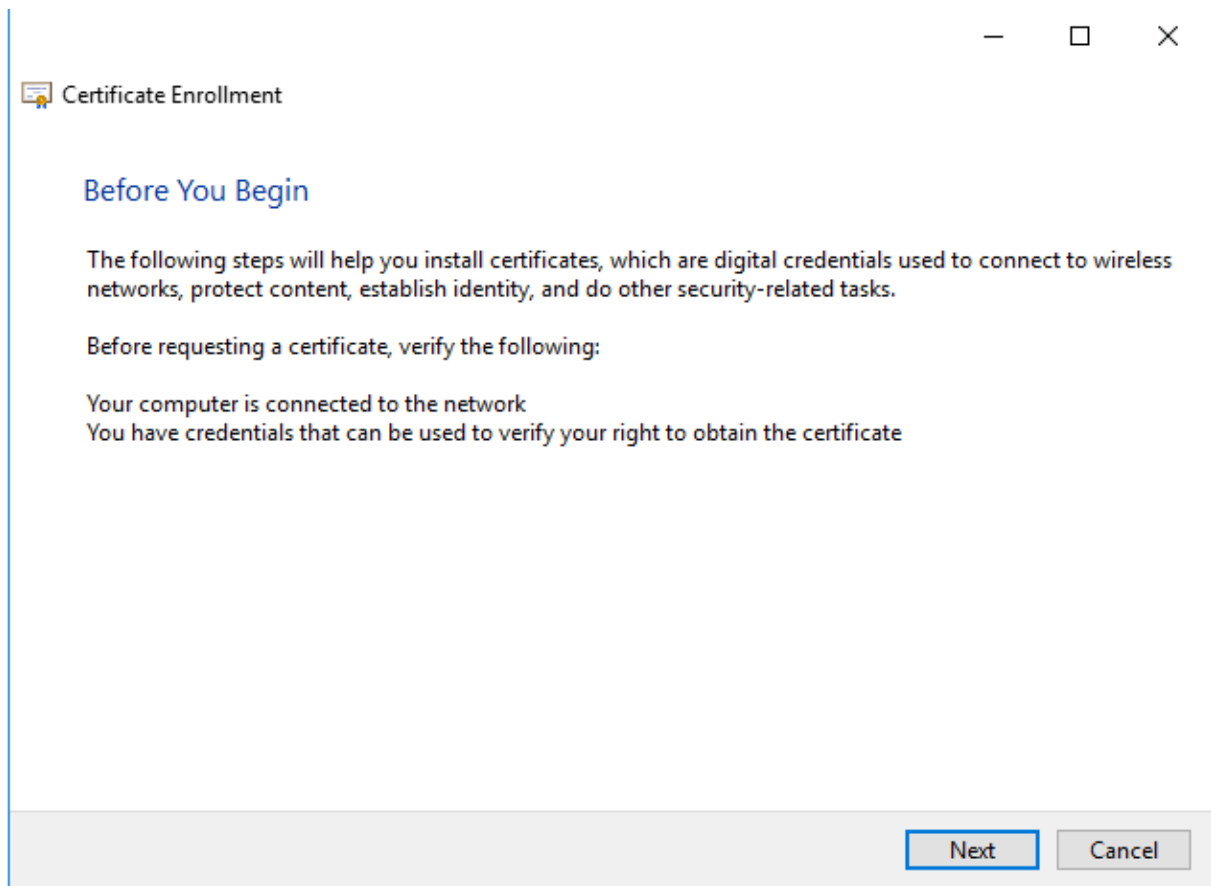 Certificate Enrollment
Before You Begin
The following steps will help you install certificates, which are digital credentials used to connect to wireless
networks, protect content, establish identity, and do other security-related tasks.
Before requesting a certificate, verify the following:
Your computer is connected to the network
You have credentials that can be used to verify your right to obtain the certificate
Next
Cancel